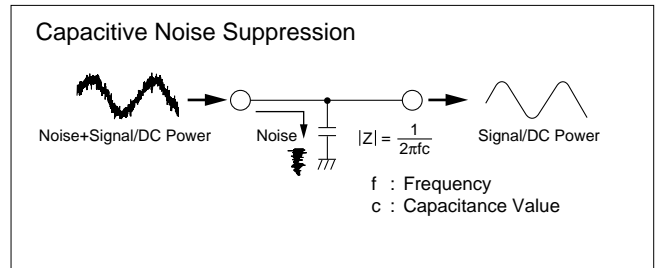 Capacitive Noise Suppression
Noise+Signal/DC Power
Noise
|Z| = 1/2πfc
Signal/DC Power
f : Frequency
c : Capacitance Value